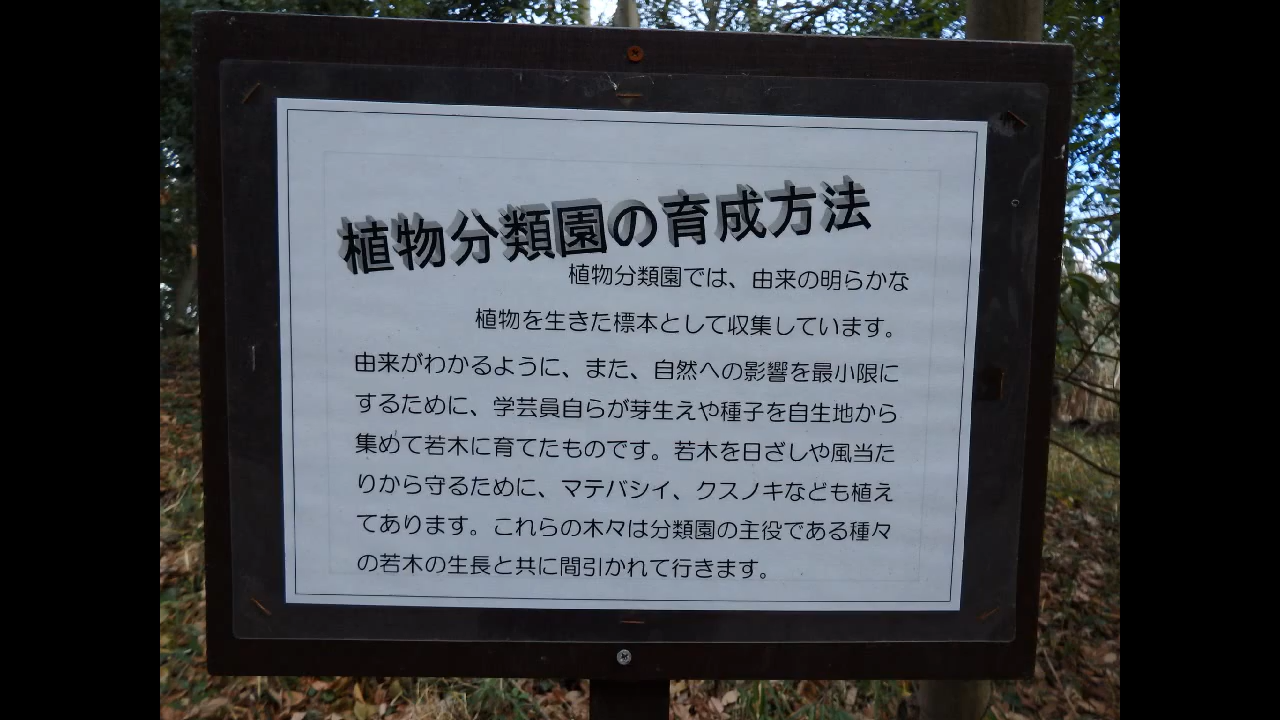 植物分類園の育成方法
植物分類園では、由来の明らかな
植物を生きた標本として収集しています。
由来がわかるように、また、自然への影響を最小限に
するために、学芸員自らが芽生えや種子を自生地から
集めて若木に育てたものです。若木を日ざしや風当た
りから守るために、マテバシイ、クスノキなども植え
てあります。これらの木々は分類園の主役である種々
の若木の生長と共に間引かれて行きます。